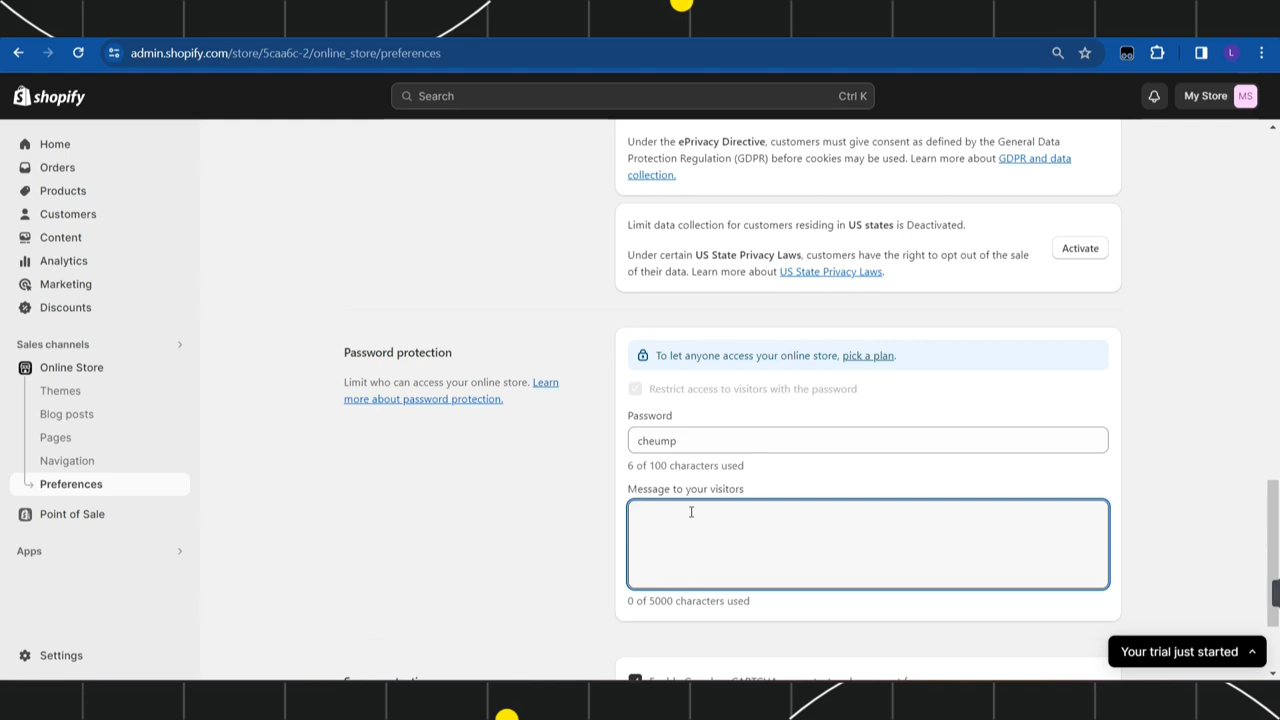 admin.shopify.com/store/5caa6c-2/online_store/preferences
L
shopify
Search
Ctrl K
My Store
MS
Home
Orders
Products
Customers
Content
Analytics
Marketing
Discounts
Sales channels
Online Store
Themes
Blog posts
Pages
Navigation
Preferences
Point of Sale
Apps
Settings
Under the ePrivacy Directive, customers must give consent as defined by the General Data
Protection Regulation (GDPR) before cookies may be used. Learn more about GDPR and data
collection.
Limit data collection for customers residing in US states is Deactivated.
Under certain US State Privacy Laws, customers have the right to opt out of the sale
of their data. Learn more about US State Privacy Laws.
Activate
Password protection
Limit who can access your online store. Learn
more about password protection.
To let anyone access your online store, pick a plan.
Restrict access to visitors with the password
Password
cheump
6 of 100 characters used
Message to your visitors
0 of 5000 characters used
Your trial just started